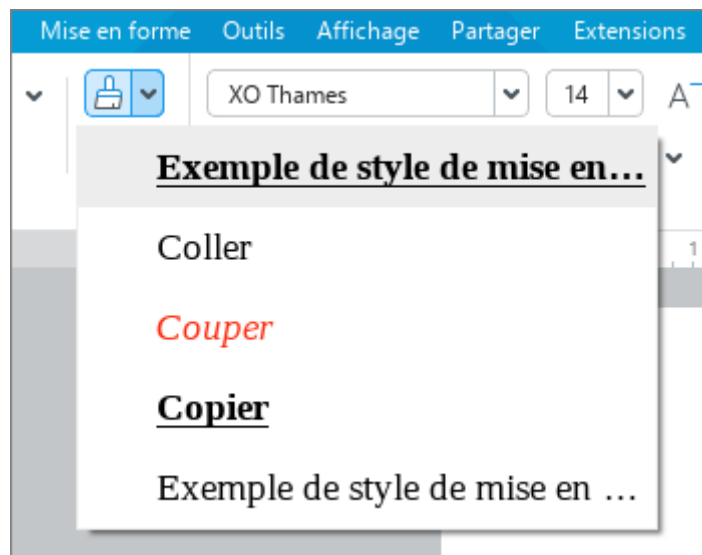 Mise en forme Outils Affichage Partager Extensions
XO Thames 14 A
Exemple de style de mise en...
Coller
1
Couper
Copier
Exemple de style de mise en ...